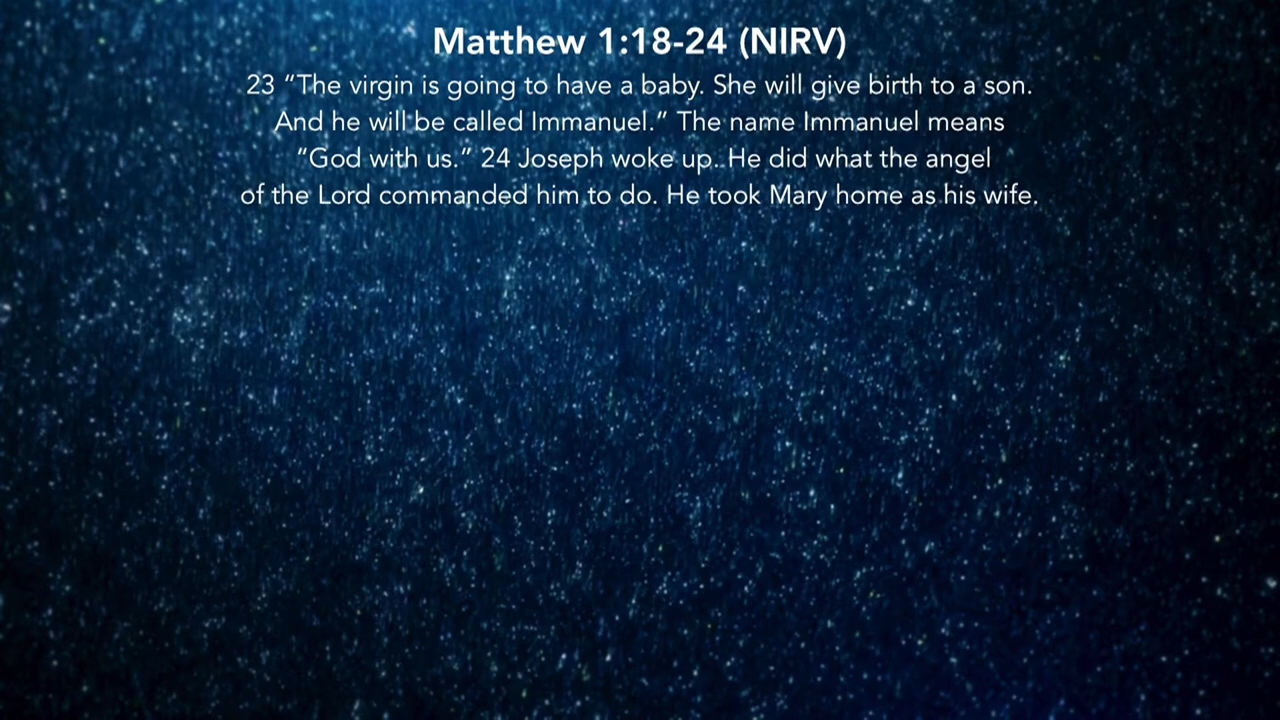 Matthew 1:18-24 (NIRV)
23 “The virgin is going to have a baby. She will give birth to a son.
And he will be called Immanuel.” The name Immanuel means
“God with us.” 24 Joseph woke up. He did what the angel
of the Lord commanded him to do. He took Mary home as his wife.